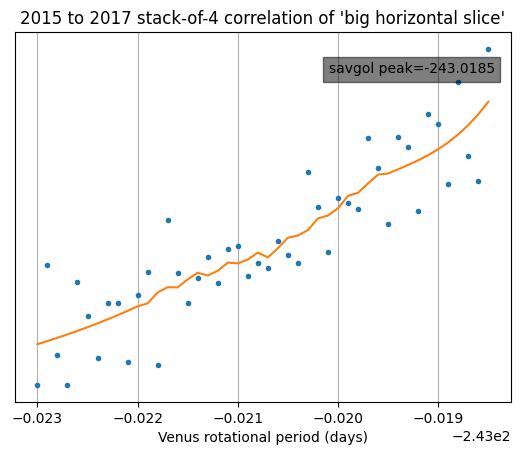 2015 to 2017 stack-of-4 correlation of 'big horizontal slice'
savgol peak=-243.0185
−0.023 −0.022 −0.021 −0.020 −0.019
Venus rotational period (days) −2.43e2